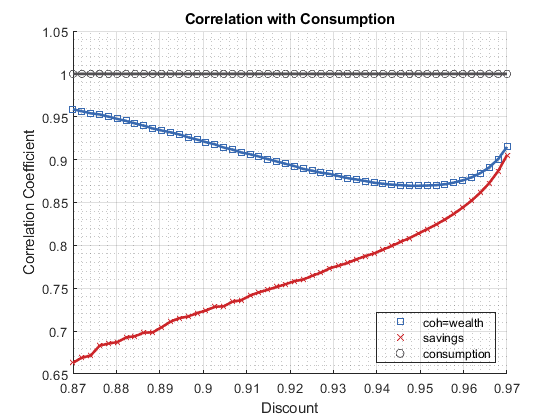 Correlation with Consumption
1.05
1
0.95
0.9
0.85
0.8
0.75
0.7
0.65
Correlation Coefficient
coh=wealth
savings
consumption
0.87 0.88 0.89 0.9 0.91 0.92 0.93 0.94 0.95 0.96 0.97
Discount